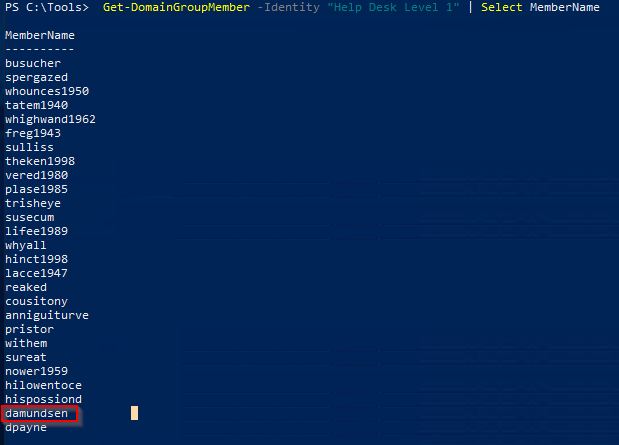 PS C:\Tools>  Get-DomainGroupMember -Identity "Help Desk Level 1" | Select MemberName
MemberName
----------
busucher
spergazed
whounces1950
tatem1940
whighwand1962
freg1943
sulliss
theken1998
vered1980
plase1985
trisheye
susecum
lifee1989
whyall
hinct1998
lacce1947
reaked
cousitony
anniguiturve
pristor
withem
sureat
nower1959
hilowentoce
hispossiond
damundsen
dpayne